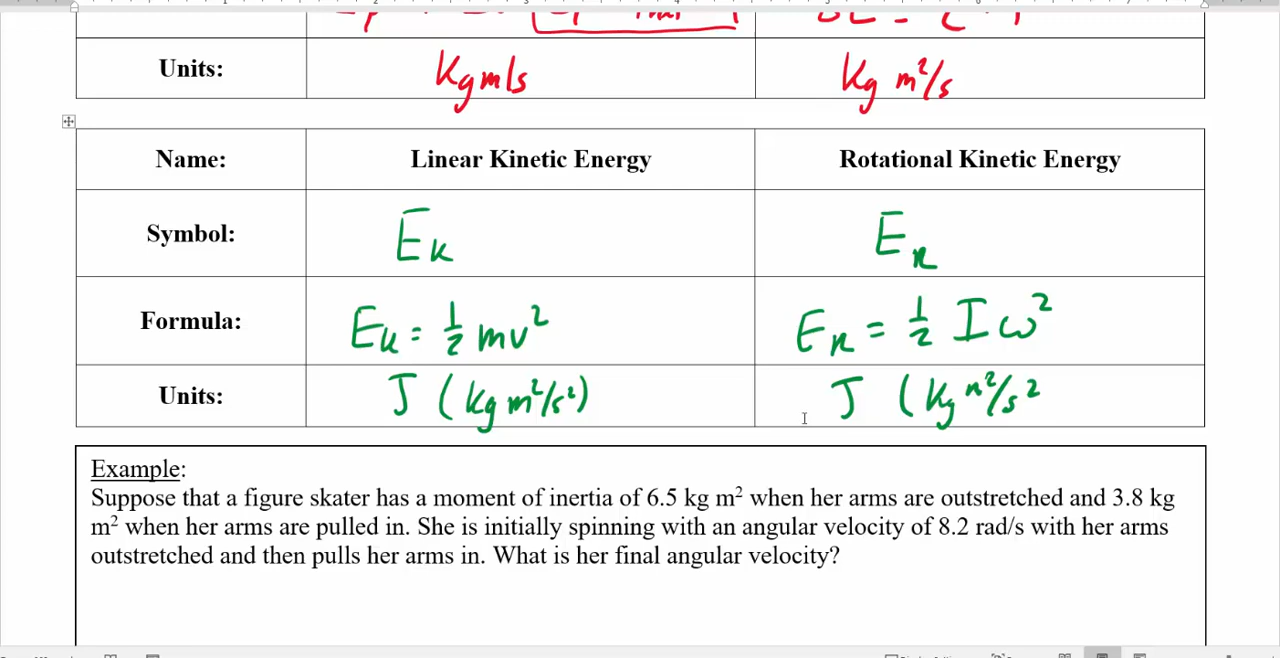 Units: Kg m/s Kg m²/s
Name: Linear Kinetic Energy Rotational Kinetic Energy
Symbol: Eₖ E_R
Formula: Eₖ = ½ mv² E_R = ½ I ω²
Units: J (Kg m²/s²) J (Kg m²/s²
Example:
Suppose that a figure skater has a moment of inertia of 6.5 kg m² when her arms are outstretched and 3.8 kg
m² when her arms are pulled in. She is initially spinning with an angular velocity of 8.2 rad/s with her arms
outstretched and then pulls her arms in. What is her final angular velocity?